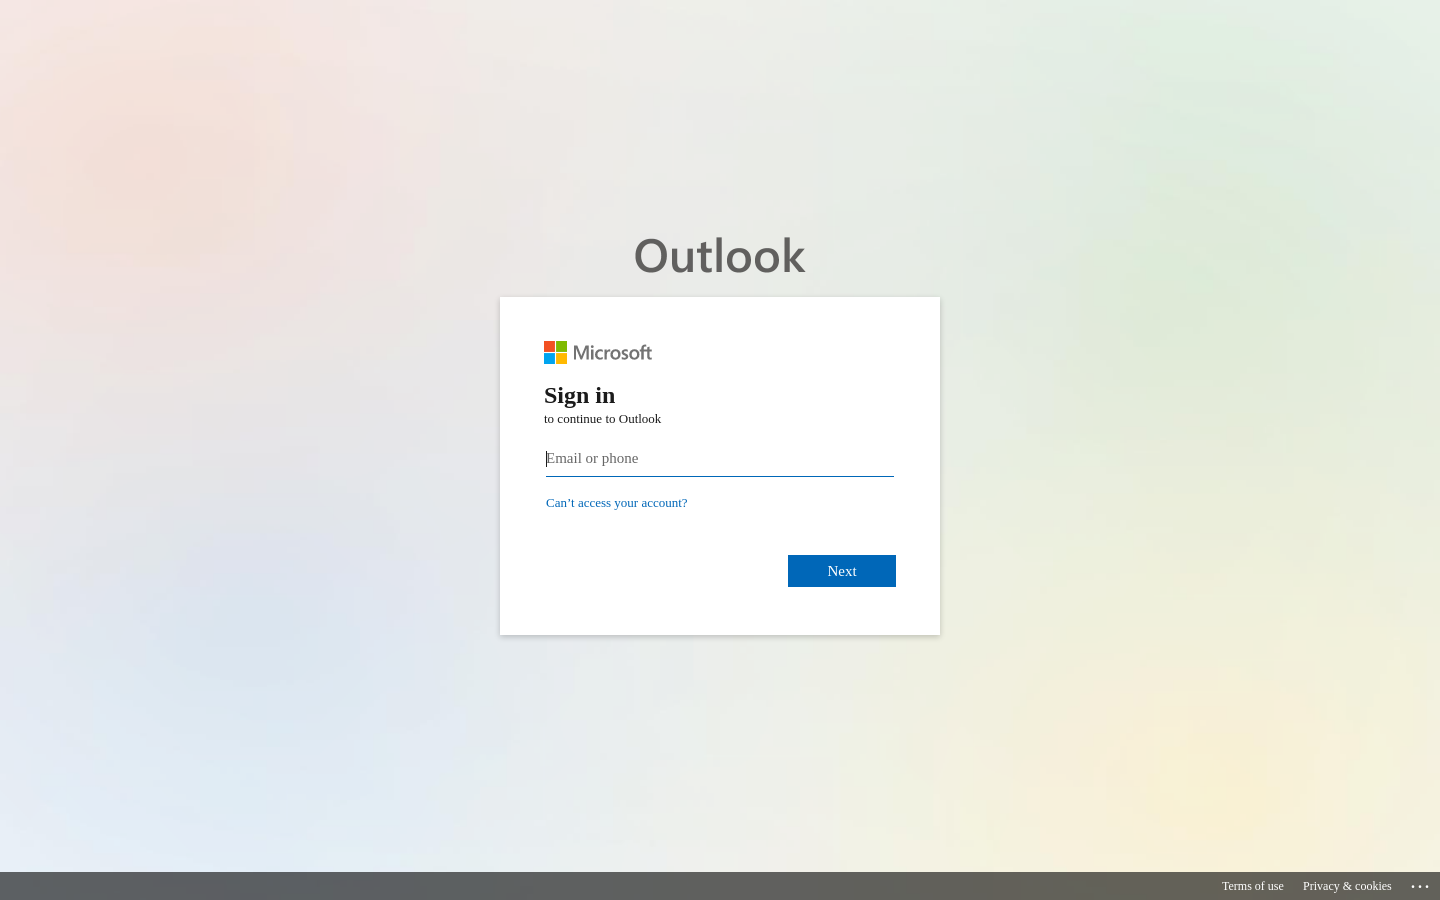 Outlook
Microsoft
Sign in
to continue to Outlook
Email or phone
Can’t access your account?
Next
Terms of use Privacy & cookies ...